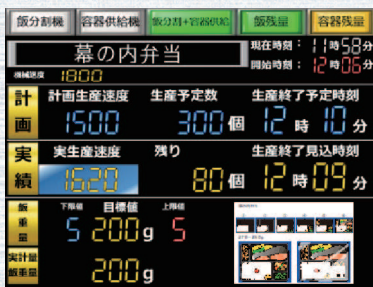 飯分割機 容器供給機 飯分割+容器供給 飯残量 容器残量
幕の内弁当
現在時刻: 11時58分
開始時刻: 12時06分
機械速度 1800
計画 計画生産速度 生産予定数 生産終了予定時刻
1500 300個 12時10分
実績 実生産速度 残り 生産終了見込時刻
1620 80個 12時09分
飯重量 下限値 目標値 上限値
5 200g 5
実計量飯重量 200g